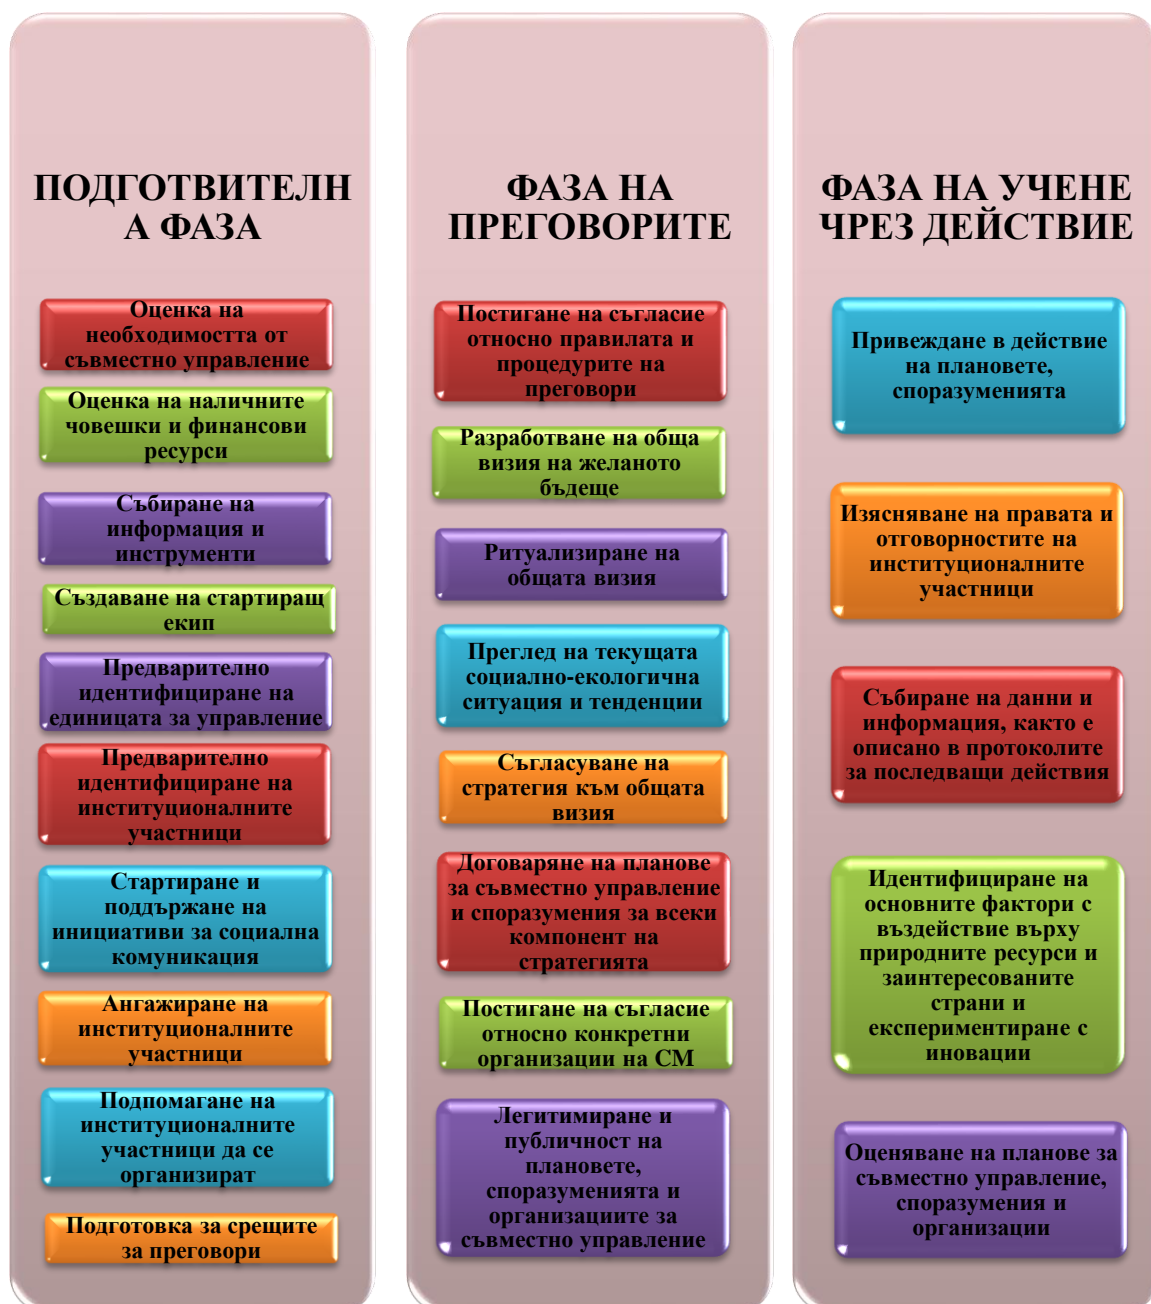 ПОДГОТВИТЕЛН
А ФАЗА
Оценка на
необходимостта от
съвместно управление
Оценка на наличните
човешки и финансови
ресурси
Събиране на
информация и
инструменти
Създаване на стартиращ
екип
Предварително
идентифициране на
единицата за управление
Предварително
идентифициране на
институционалните
участници
Стартиране и
поддържане на
инициативи за социална
комуникация
Ангажиране на
институционалните
участници
Подпомагане на
институционалните
участници да се
организират
Подготовка за срещите
за преговори
ФАЗА НА
ПРЕГОВОРИТЕ
Постигане на съгласие
относно правилата и
процедурите на
преговори
Разработване на обща
визия на желаното
бъдеще
Ритуализиране на
общата визия
Преглед на текущата
социално-екологична
ситуация и тенденции
Съгласуване на
стратегия към общата
визия
Договаряне на планове
за съвместно управление
и споразумения за всеки
компонент на
стратегията
Постигане на съгласие
относно конкретни
организации на СМ
Легитимиране и
публичност на
плановете,
споразуменията и
организациите за
съвместно управление
ФАЗА НА УЧЕНЕ
ЧРЕЗ ДЕЙСТВИЕ
Привеждане в действие
на плановете,
споразуменията
Изясняване на правата и
отговорностите на
институционалните
участници
Събиране на данни и
информация, както е
описано в протоколите
за последващи действия
Идентифициране на
основните фактори с
въздействие върху
природните ресурси и
заинтересованите
страни и
експериментиране с
иновации
Оценяване на планове за
съвместно управление,
споразумения и
организации